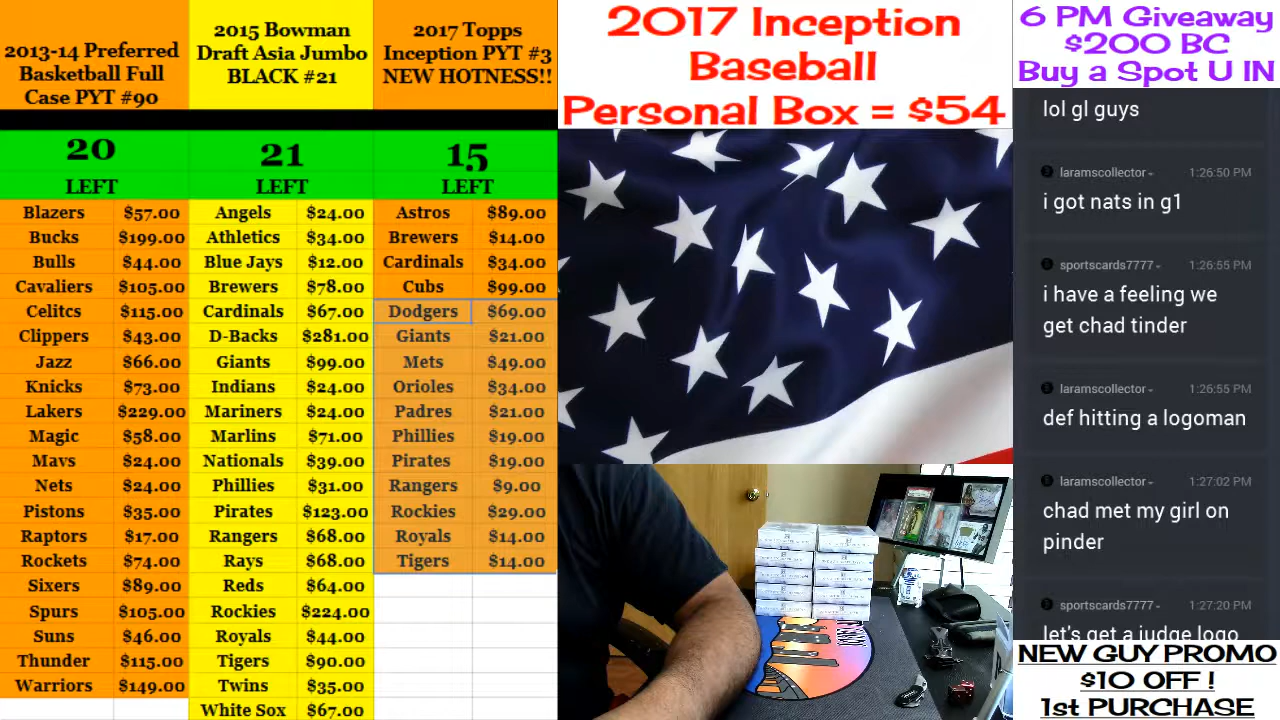 2013-14 Preferred
Basketball Full
Case PYT #90
20
LEFT
Blazers $57.00
Bucks $199.00
Bulls $44.00
Cavaliers $105.00
Celitcs $115.00
Clippers $43.00
Jazz $66.00
Knicks $73.00
Lakers $229.00
Magic $58.00
Mavs $24.00
Nets $24.00
Pistons $35.00
Raptors $17.00
Rockets $74.00
Sixers $89.00
Spurs $105.00
Suns $46.00
Thunder $115.00
Warriors $149.00
2015 Bowman
Draft Asia Jumbo
BLACK #21
21
LEFT
Angels $24.00
Athletics $34.00
Blue Jays $12.00
Brewers $78.00
Cardinals $67.00
D-Backs $281.00
Giants $99.00
Indians $24.00
Mariners $24.00
Marlins $71.00
Nationals $39.00
Phillies $31.00
Pirates $123.00
Rangers $68.00
Rays $68.00
Reds $64.00
Rockies $224.00
Royals $44.00
Tigers $90.00
Twins $35.00
White Sox $67.00
2017 Topps
Inception PYT #3
NEW HOTNESS!!
15
LEFT
Astros $89.00
Brewers $14.00
Cardinals $34.00
Cubs $99.00
Dodgers $69.00
Giants $21.00
Mets $49.00
Orioles $34.00
Padres $21.00
Phillies $19.00
Pirates $19.00
Rangers $9.00
Rockies $29.00
Royals $14.00
Tigers $14.00
2017 Inception
Baseball
Personal Box = $54
6 PM Giveaway
$200 BC
Buy a Spot U IN
lol gl guys
laramscollector 1:26:50 PM
i got nats in g1
sportscards7777 1:26:55 PM
i have a feeling we
get chad tinder
laramscollector 1:26:55 PM
def hitting a logoman
laramscollector 1:27:02 PM
chad met my girl on
pinder
sportscards7777 1:27:20 PM
let's get a judge logo
NEW GUY PROMO
$10 OFF !
1st PURCHASE